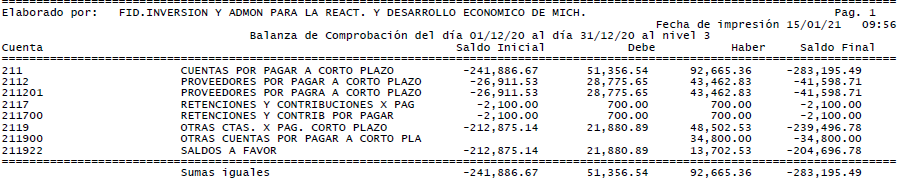 Elaborado por: FID.INVERSION Y ADMON PARA LA REACT. Y DESARROLLO ECONOMICO DE MICH. Pag. 1
Fecha de impresión 15/01/21 09:56
Balanza de Comprobación del día 01/12/20 al día 31/12/20 al nivel 3
Cuenta Saldo Inicial Debe Haber Saldo Final
211 CUENTAS POR PAGAR A CORTO PLAZO -241,886.67 51,356.54 92,665.36 -283,195.49
2112 PROVEEDORES POR PAGAR A CORTO PLAZO -26,911.53 28,775.65 43,462.83 -41,598.71
211201 PROVEEDORES POR PAGRA A CORTO PLAZO -26,911.53 28,775.65 43,462.83 -41,598.71
2117 RETENCIONES Y CONTRIBUCIONES X PAG -2,100.00 700.00 700.00 -2,100.00
211700 RETENCIONES Y CONTRIB POR PAGAR -2,100.00 700.00 700.00 -2,100.00
2119 OTRAS CTAS. X PAG. CORTO PLAZO -212,875.14 21,880.89 48,502.53 -239,496.78
211900 OTRAS CUENTAS POR PAGAR A CORTO PLA 34,800.00 -34,800.00
211922 SALDOS A FAVOR -212,875.14 21,880.89 13,702.53 -204,696.78
Sumas iguales -241,886.67 51,356.54 92,665.36 -283,195.49